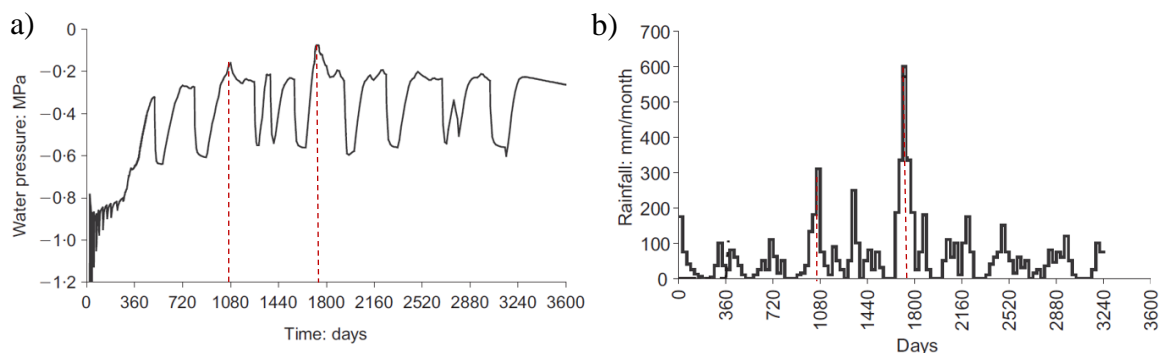 a)
0
−0·2
−0·4
−0·6
−0·8
−1·0
−1·2
Water pressure: MPa
0 360 720 1080 1440 1800 2160 2520 2880 3240 3600
Time: days
b)
700
600
500
400
300
200
100
0
Rainfall: mm/month
0 360 720 1080 1440 1800 2160 2520 2880 3240 3600
Days